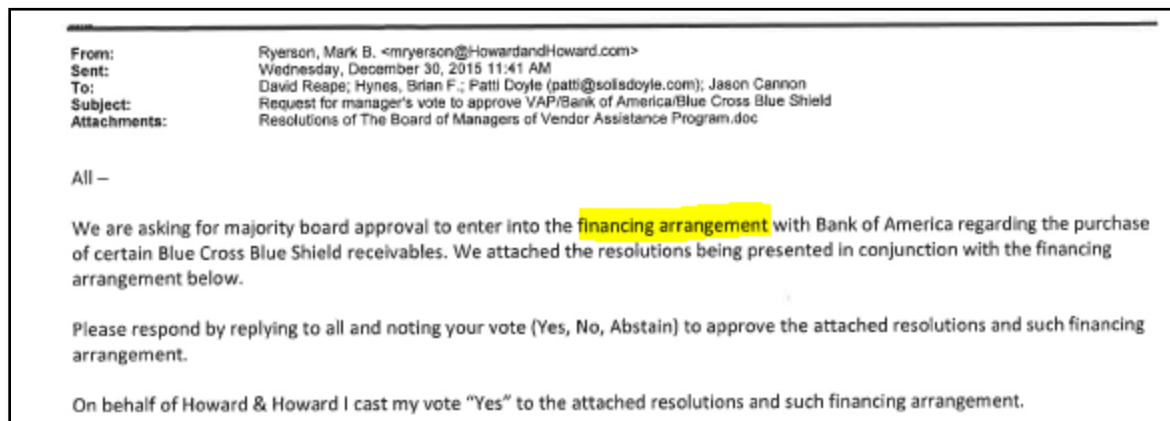 From: Ryerson, Mark B. <mryerson@HowardandHoward.com>
Sent: Wednesday, December 30, 2015 11:41 AM
To: David Reape; Hynes, Brian F.; Patti Doyle (patti@solisdoyle.com); Jason Cannon
Subject: Request for manager's vote to approve VAP/Bank of America/Blue Cross Blue Shield
Attachments: Resolutions of The Board of Managers of Vendor Assistance Program.doc
All –
We are asking for majority board approval to enter into the financing arrangement with Bank of America regarding the purchase
of certain Blue Cross Blue Shield receivables. We attached the resolutions being presented in conjunction with the financing
arrangement below.
Please respond by replying to all and noting your vote (Yes, No, Abstain) to approve the attached resolutions and such financing
arrangement.
On behalf of Howard & Howard I cast my vote “Yes” to the attached resolutions and such financing arrangement.